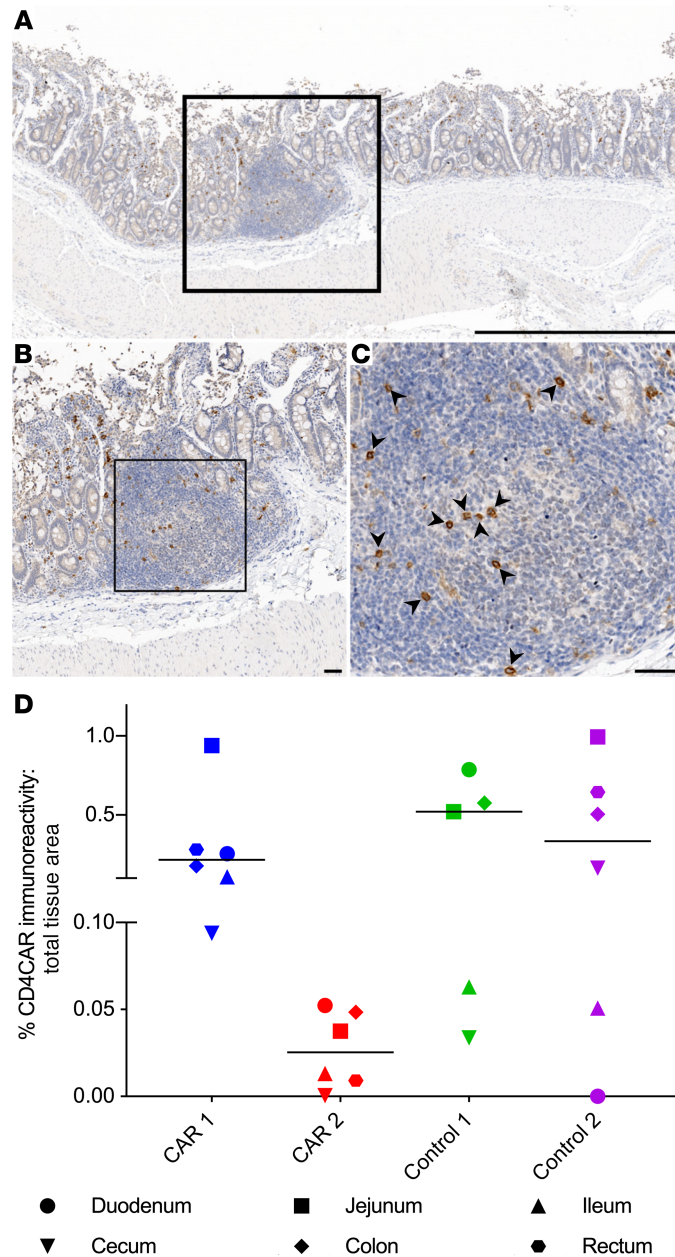 A
B
C
D
% CD4CAR immunoreactivity:
total tissue area
1.0
0.5
0.10
0.05
0.00
CAR 1
CAR 2
Control 1
Control 2
Duodenum
Jejunum
Ileum
Cecum
Colon
Rectum